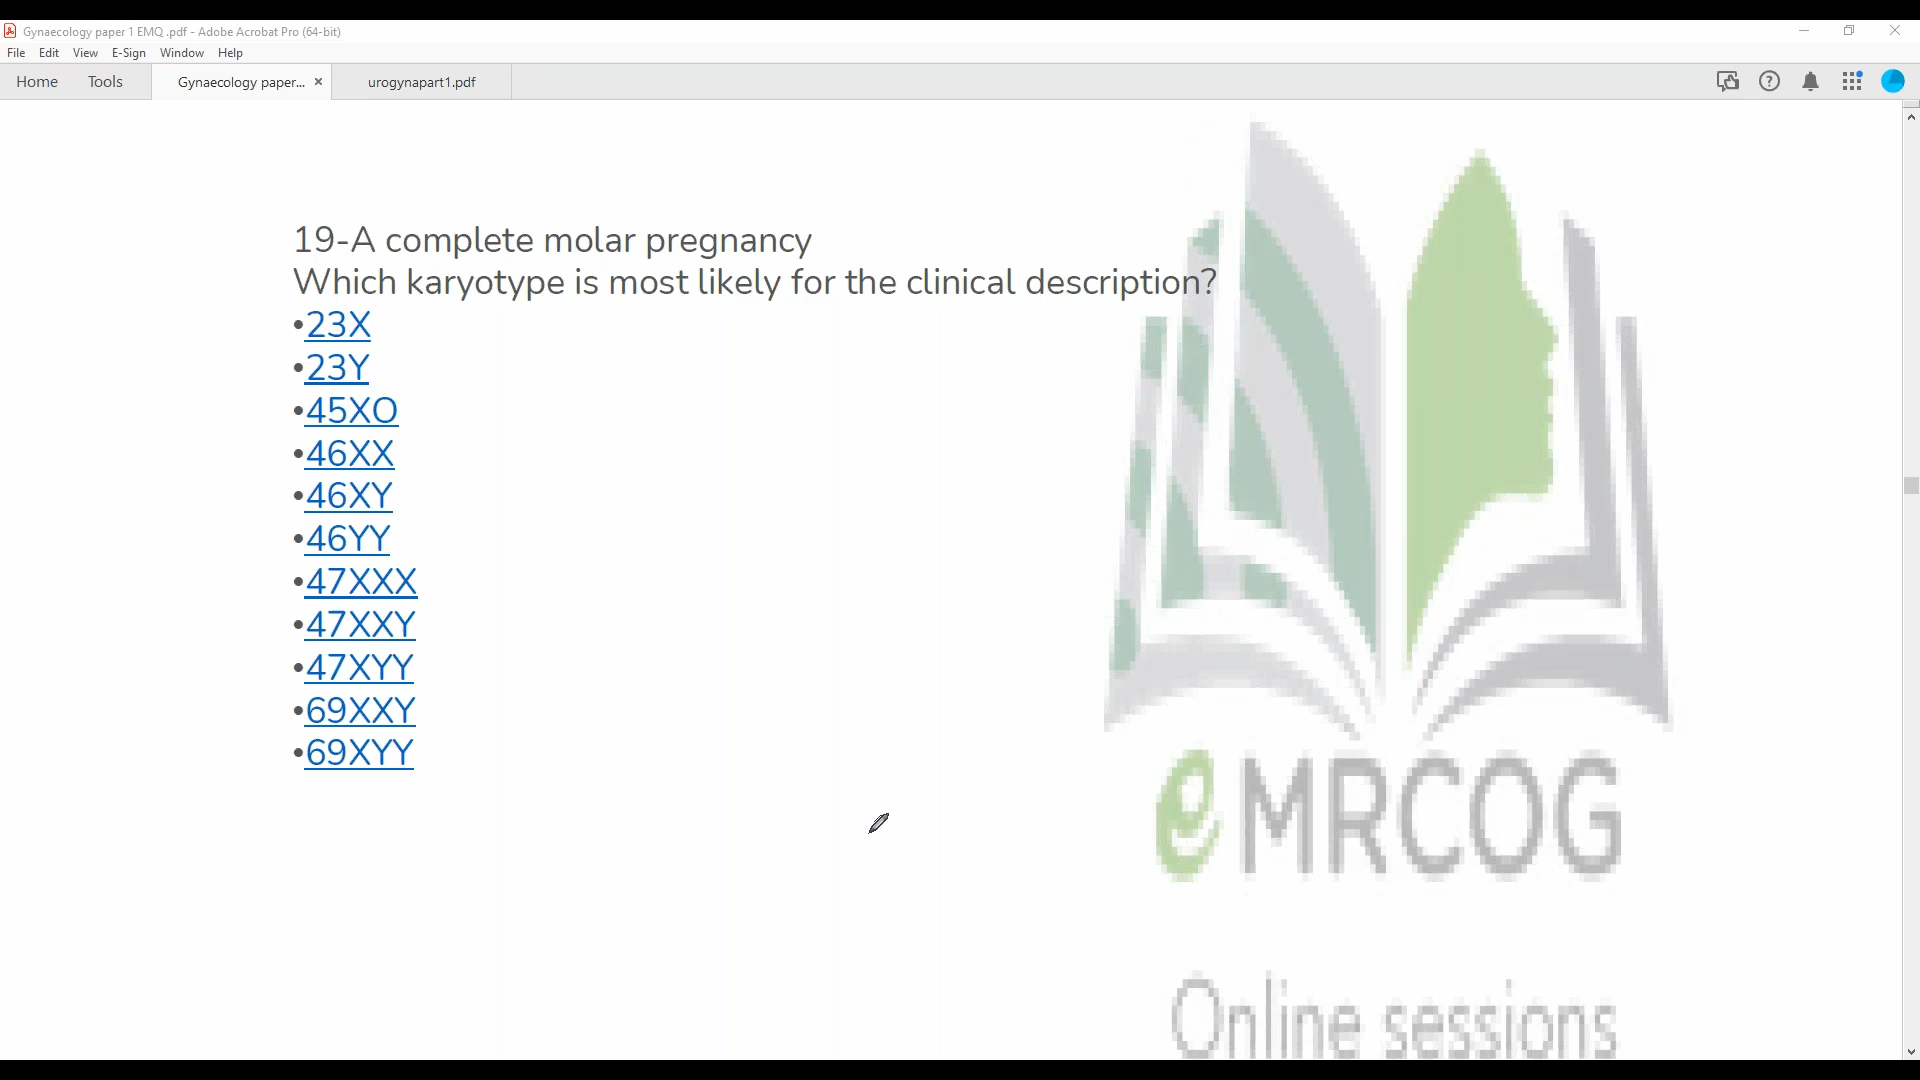 Gynaecology paper 1 EMQ .pdf - Adobe Acrobat Pro (64-bit)
File Edit View E-Sign Window Help
Home Tools Gynaecology paper... × urogynapart1.pdf
19-A complete molar pregnancy
Which karyotype is most likely for the clinical description?
•23X
•23Y
•45XO
•46XX
•46XY
•46YY
•47XXX
•47XXY
•47XYY
•69XXY
•69XYY
eMRCOG
Online sessions